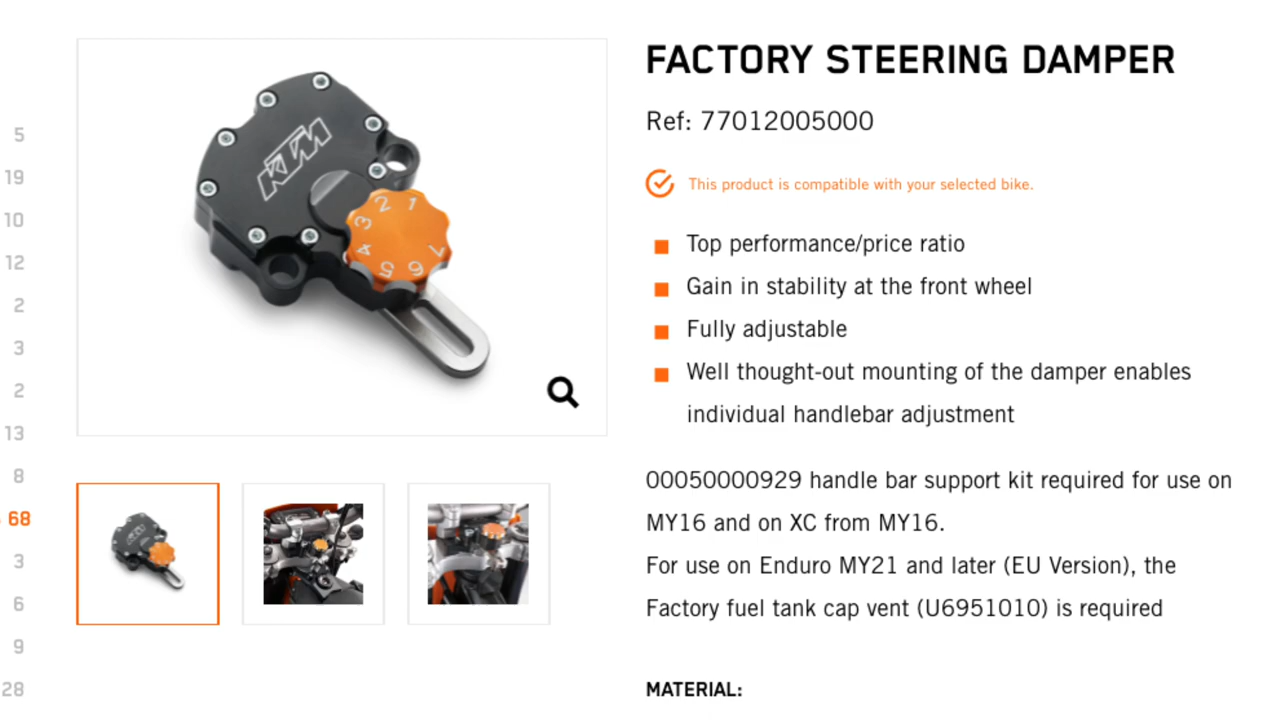 FACTORY STEERING DAMPER
Ref: 77012005000
This product is compatible with your selected bike.
Top performance/price ratio
Gain in stability at the front wheel
Fully adjustable
Well thought-out mounting of the damper enables
individual handlebar adjustment
00050000929 handle bar support kit required for use on
MY16 and on XC from MY16.
For use on Enduro MY21 and later (EU Version), the
Factory fuel tank cap vent (U6951010) is required
MATERIAL:
5
19
10
12
2
3
2
13
8
68
3
6
9
28
KTM
1
2
3
4
5
6
7